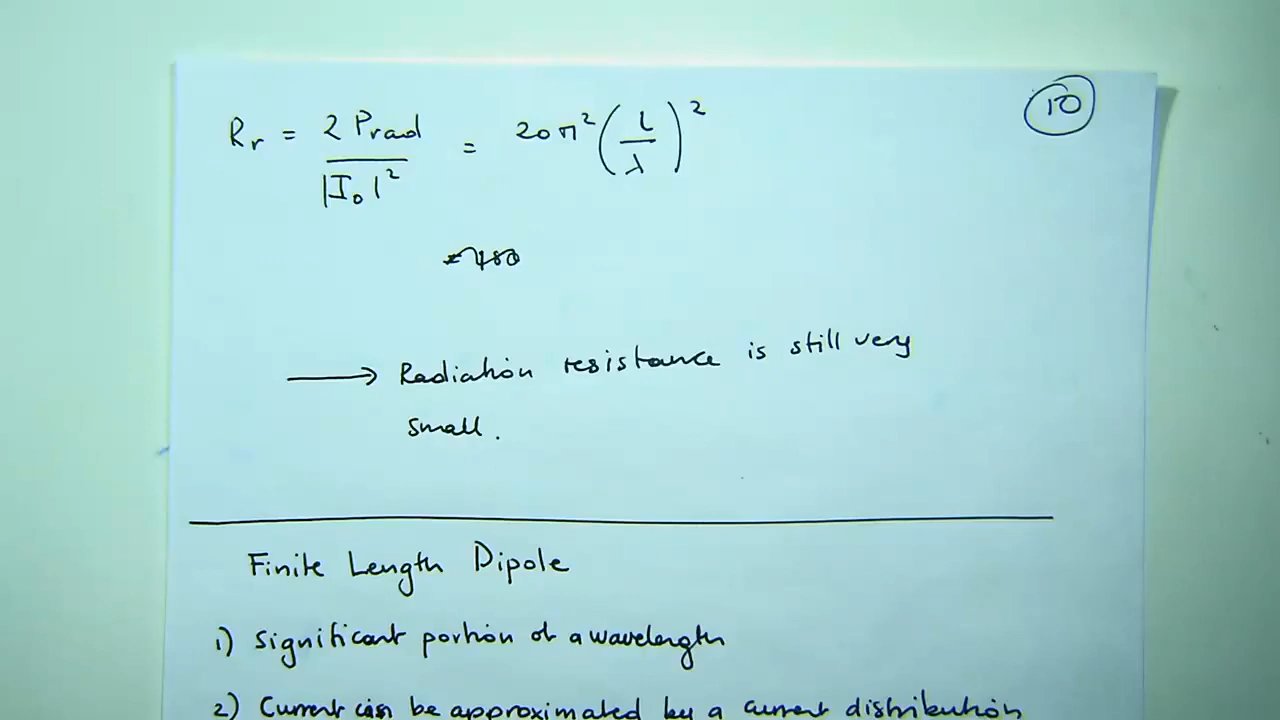 10
Rr = 2 Prad / |I0|² = 20π² (l/λ)²
→ Radiation resistance is still very
small.
Finite Length Dipole
1) Significant portion of a wavelength
2) Current can be approximated by a current distribution